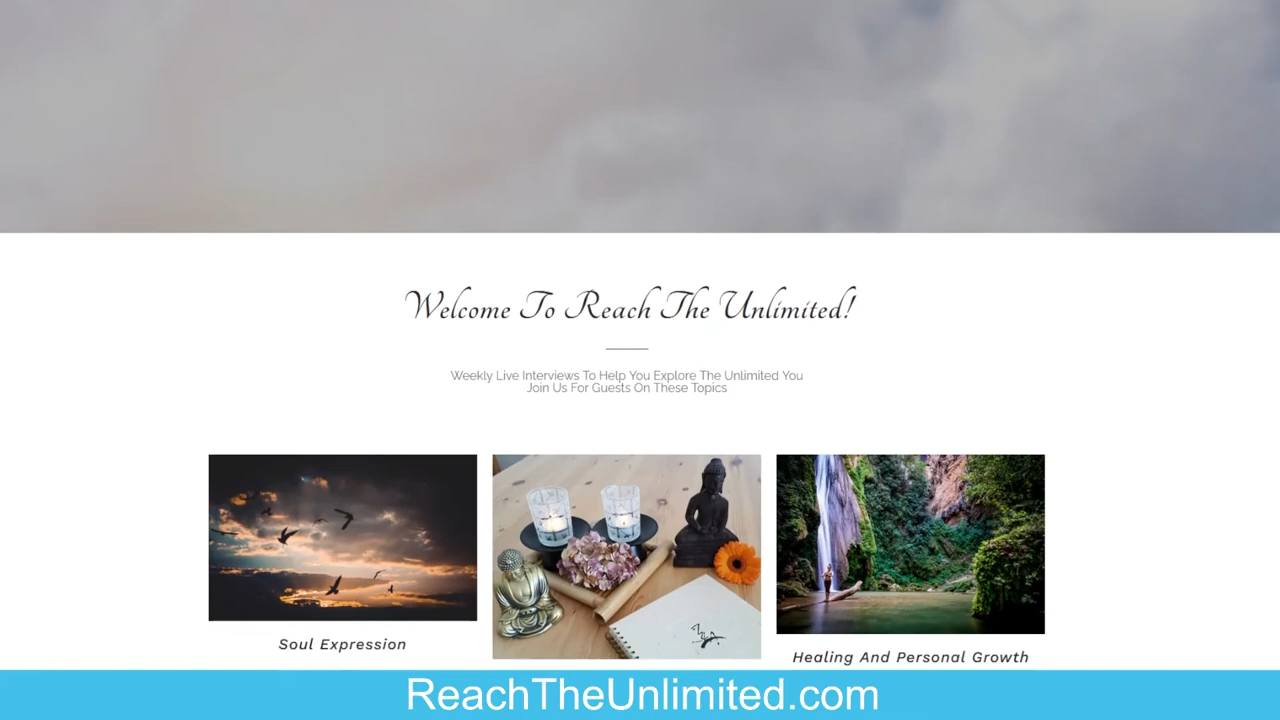 Welcome To Reach The Unlimited!
Weekly Live Interviews To Help You Explore The Unlimited You
Join Us For Guests On These Topics
Soul Expression
Healing And Personal Growth
ReachTheUnlimited.com